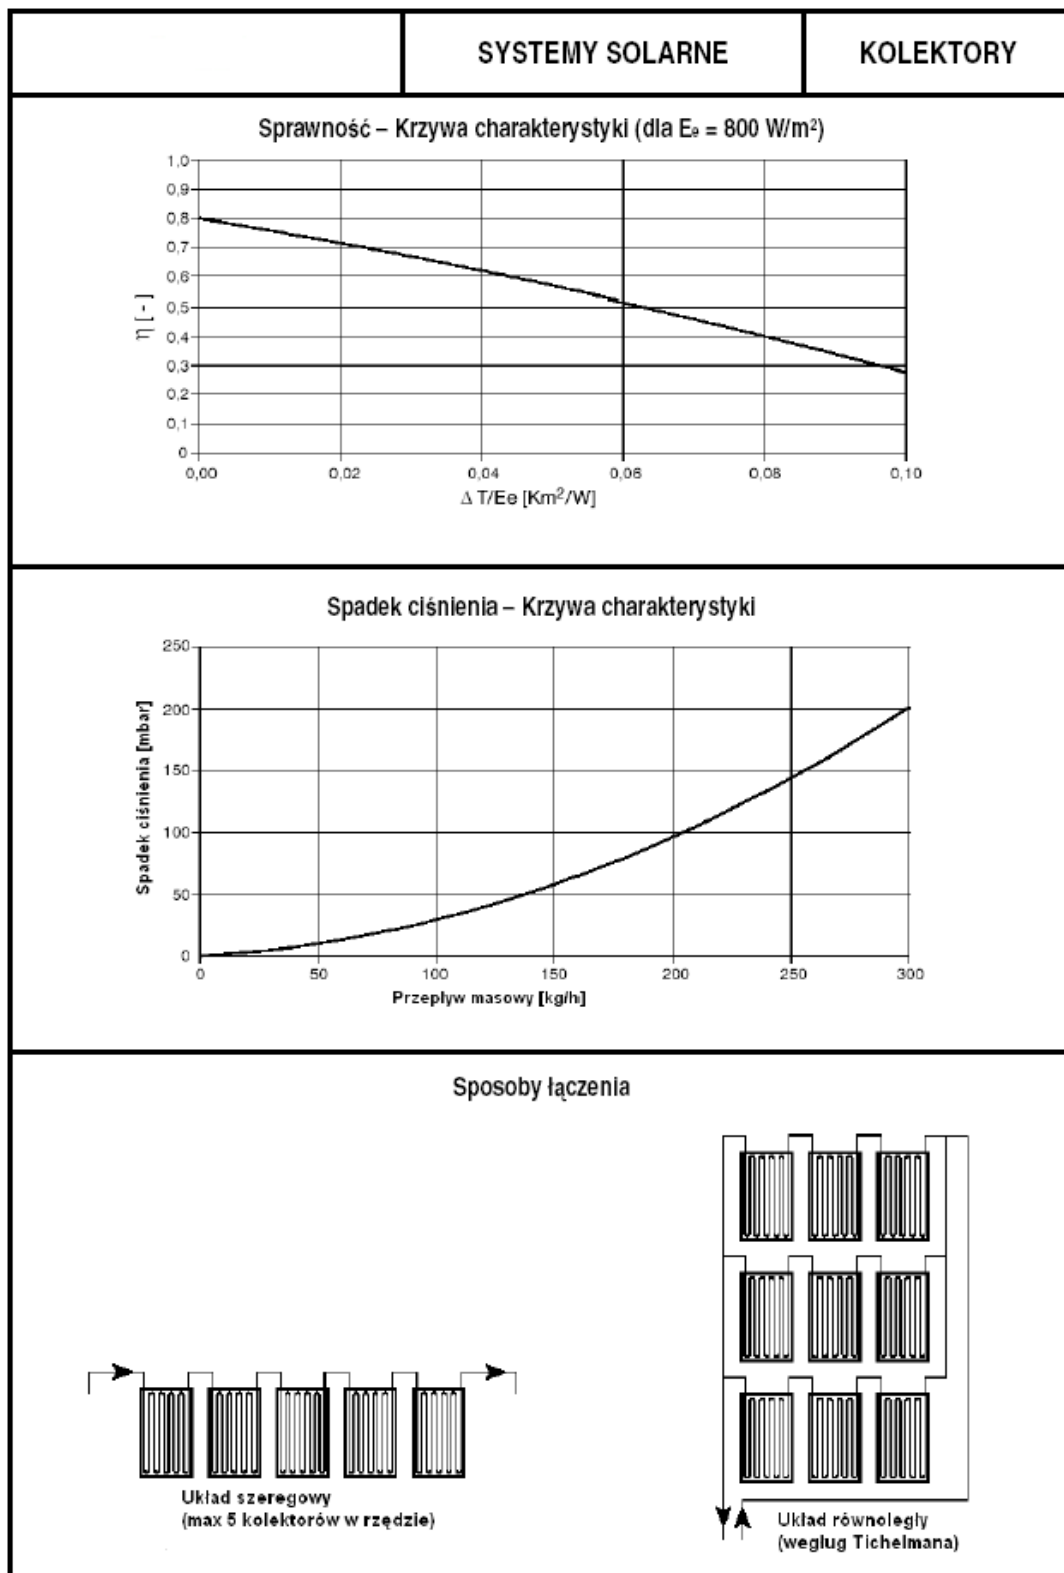 SYSTEMY SOLARNE
KOLEKTORY
Sprawność – Krzywa charakterystyki (dla Ee = 800 W/m²)
1,0
0,9
0,8
0,7
0,6
0,5
0,4
0,3
0,2
0,1
0
η [ - ]
0,00 0,02 0,04 0,06 0,08 0,10
Δ T/Ee [Km²/W]
Spadek ciśnienia – Krzywa charakterystyki
250
200
150
100
50
0
Spadek ciśnienia [mbar]
0 50 100 150 200 250 300
Przepływ masowy [kg/h]
Sposoby łączenia
Układ szeregowy
(max 5 kolektorów w rzędzie)
Układ równoległy
(według Tichelmana)